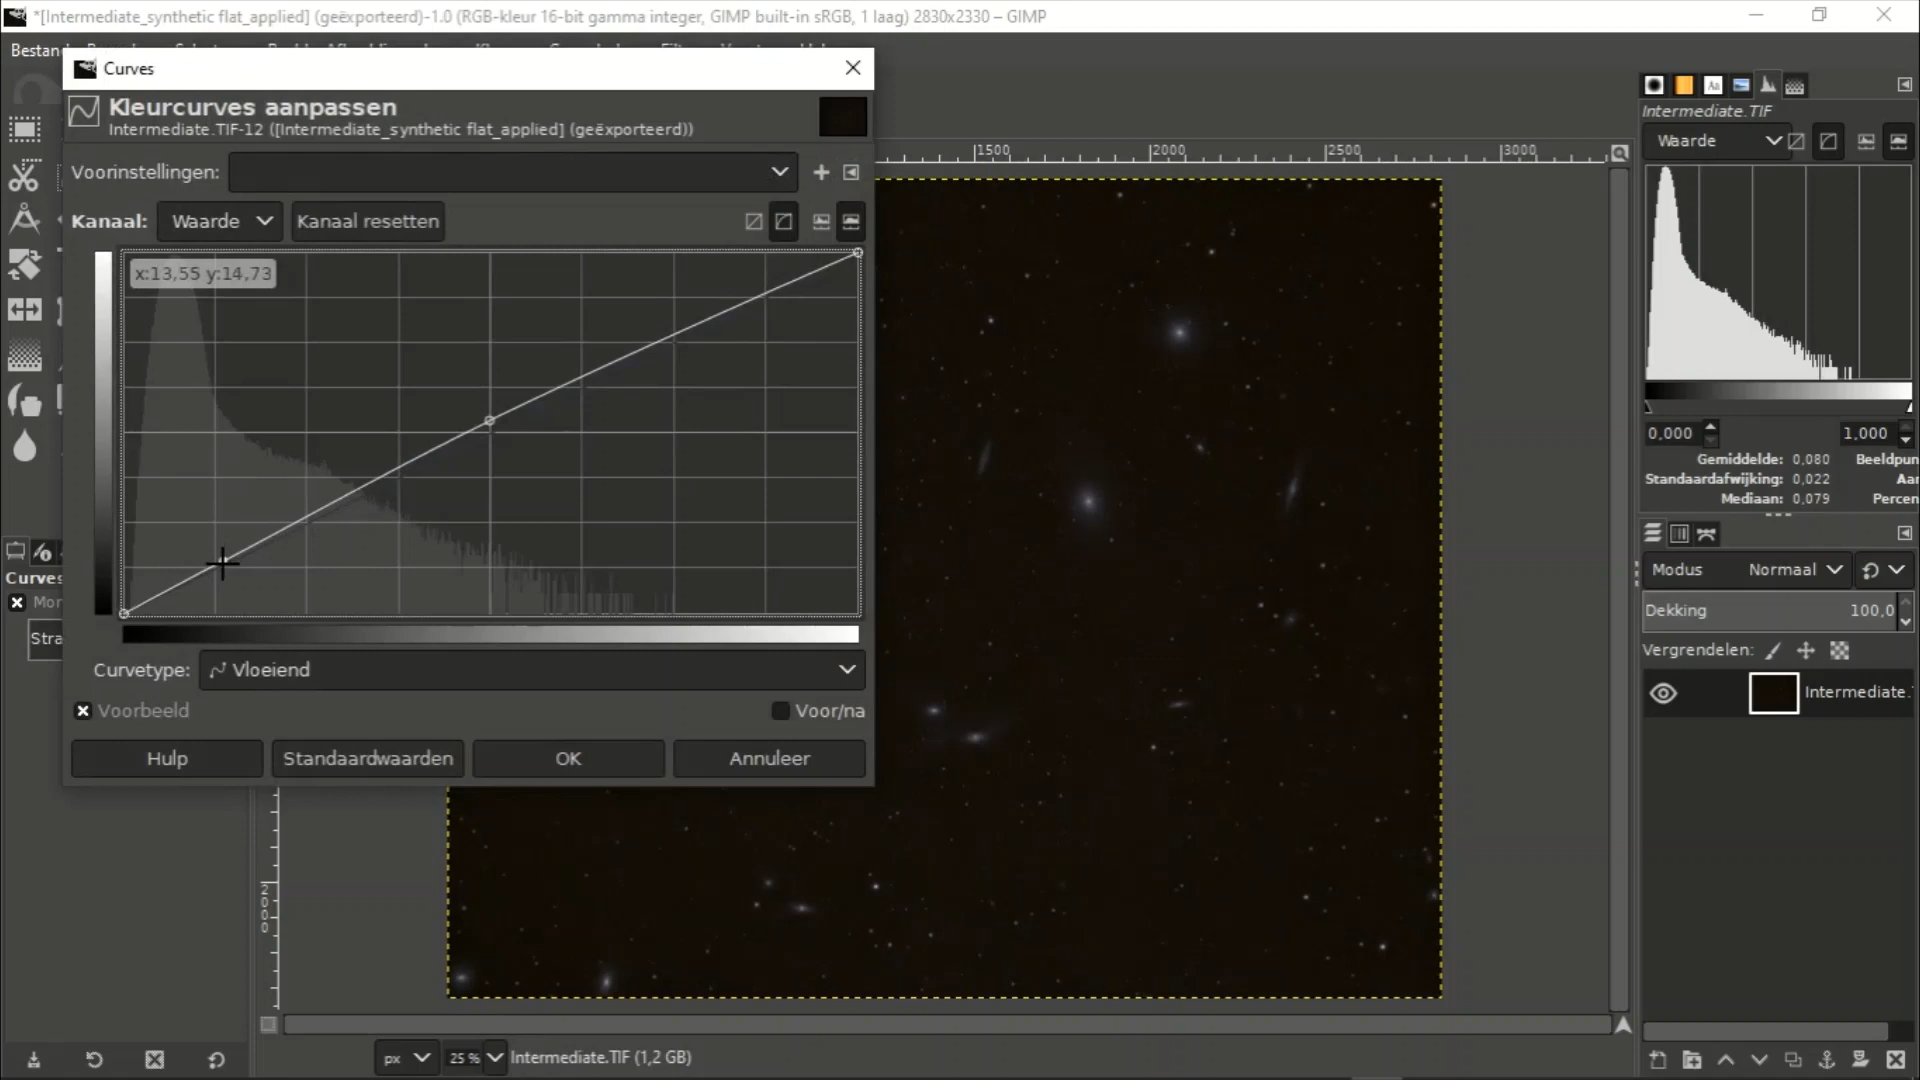 *[Intermediate_synthetic flat_applied] (geëxporteerd)-1.0 (RGB-kleur 16-bit gamma integer, GIMP built-in sRGB, 1 laag) 2830x2330 – GIMP
Curves
Kleurcurves aanpassen
Intermediate.TIF-12 ([Intermediate_synthetic flat_applied] (geëxporteerd))
Voorinstellingen:
Kanaal: Waarde Kanaal resetten
x:13,55 y:14,73
Curvetype: Vloeiend
Voorbeeld Voor/na
Hulp Standaardwaarden OK Annuleer
Curves
1500 2000 2500 3000
2000
px 25 % Intermediate.TIF (1,2 GB)
Aa
Intermediate.TIF
Waarde
0,000 1,000
Gemiddelde: 0,080
Standaardafwijking: 0,022
Mediaan: 0,079
Modus Normaal
Dekking 100,0
Vergrendelen:
Intermediate.